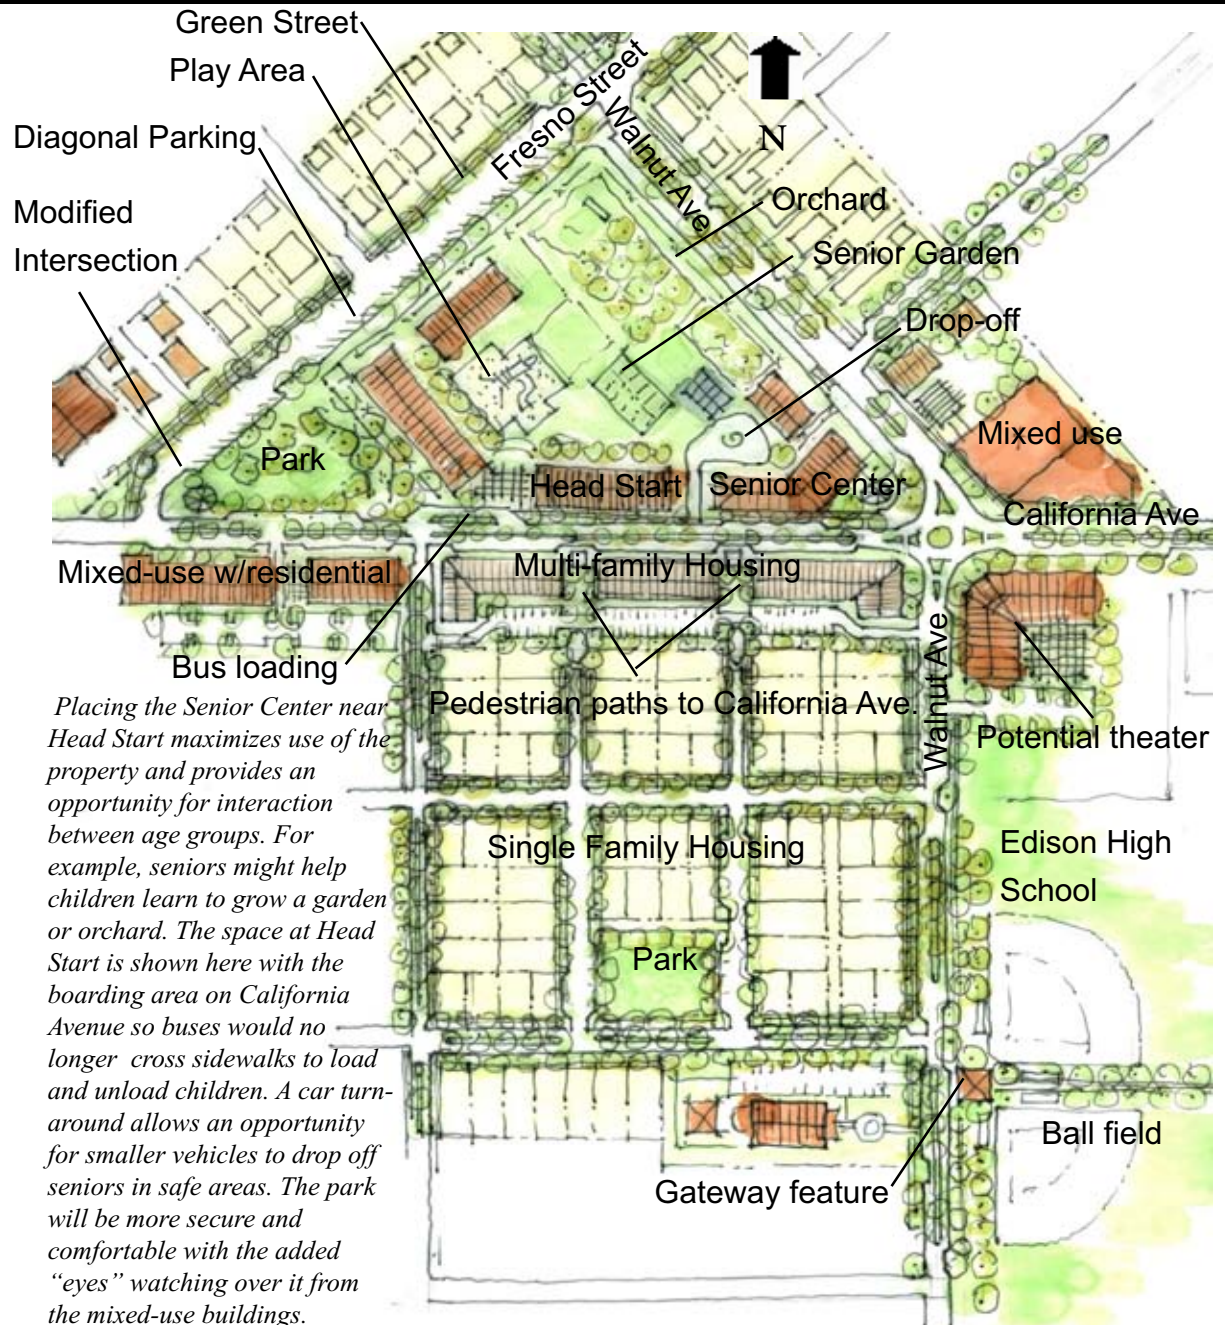 Green Street
Play Area
Diagonal Parking
Modified
Intersection
Fresno Street
Walnut Ave
N
Orchard
Senior Garden
Drop-off
Mixed use
Park
Head Start
Senior Center
California Ave
Mixed-use w/residential
Multi-family Housing
Bus loading
Pedestrian paths to California Ave.
Walnut Ave
Potential theater
Placing the Senior Center near
Head Start maximizes use of the
property and provides an
opportunity for interaction
between age groups. For
example, seniors might help
children learn to grow a garden
or orchard. The space at Head
Start is shown here with the
boarding area on California
Avenue so buses would no
longer cross sidewalks to load
and unload children. A car turn-
around allows an opportunity
for smaller vehicles to drop off
seniors in safe areas. The park
will be more secure and
comfortable with the added
“eyes” watching over it from
the mixed-use buildings.
Single Family Housing
Edison High
School
Park
Ball field
Gateway feature